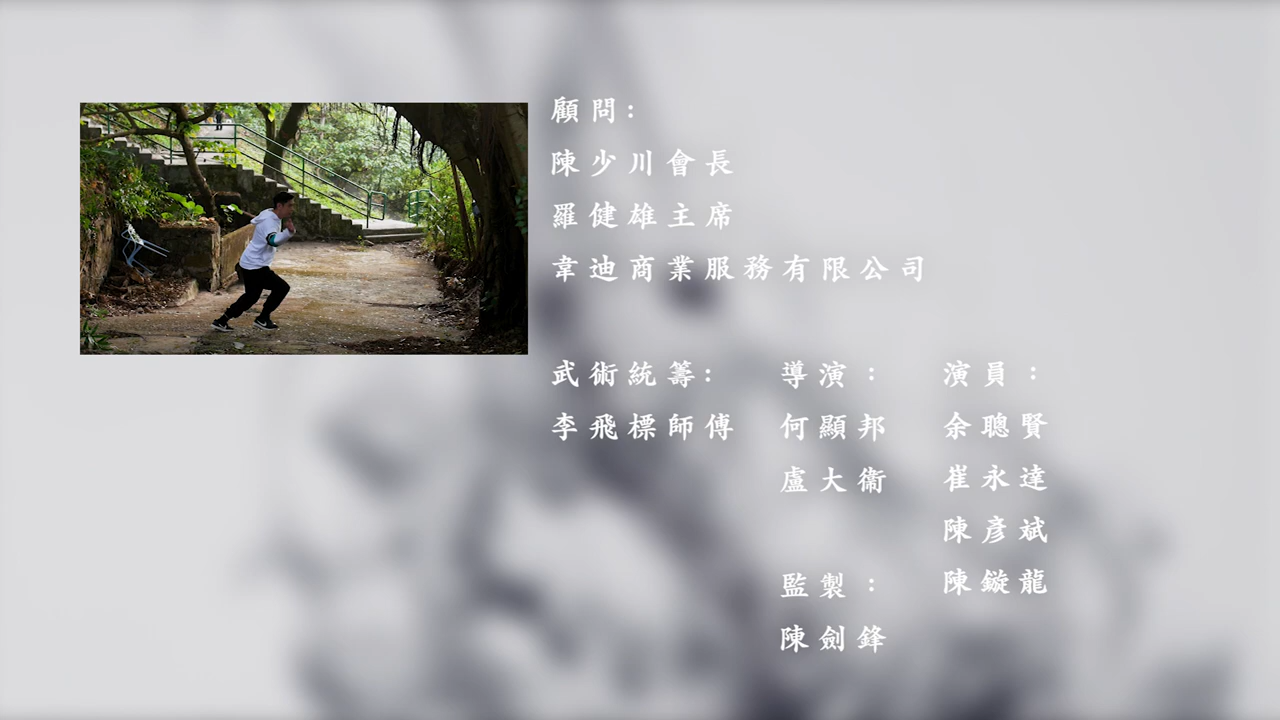 顧問:
陳少川會長
羅健雄主席
韋迪商業服務有限公司
武術統籌:
李飛標師傅
導演:
何顯邦
盧大衞
監製:
陳劍鋒
演員:
余聰賢
崔永達
陳彥斌
陳鏇龍